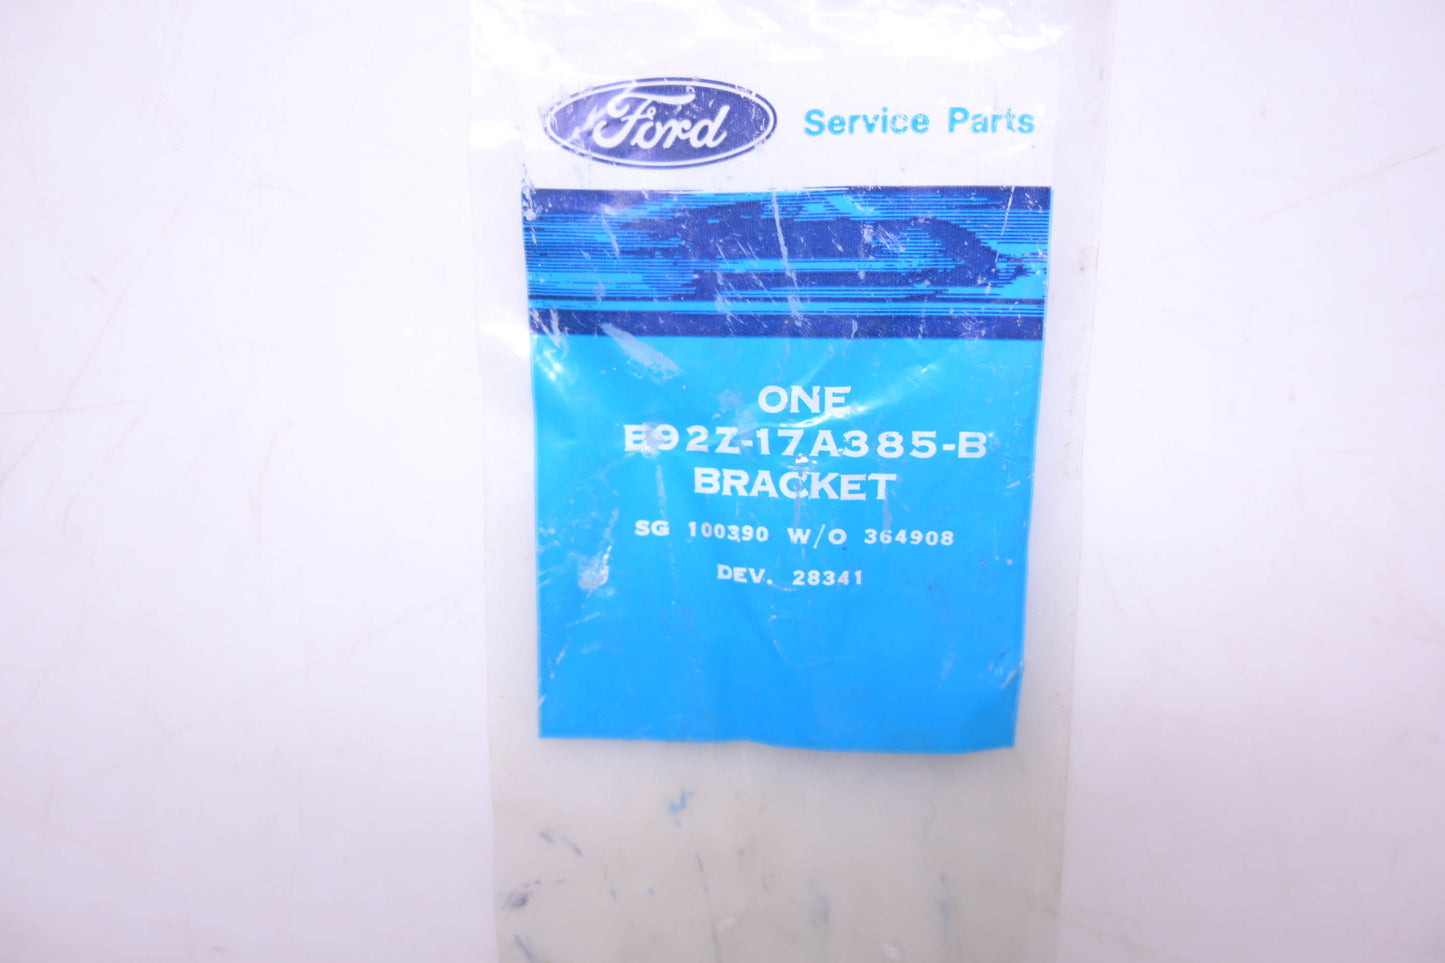 Ford Service Parts
ONE
E92Z-17A385-B
BRACKET
SG 100390 W/O 364908
DEV. 28341